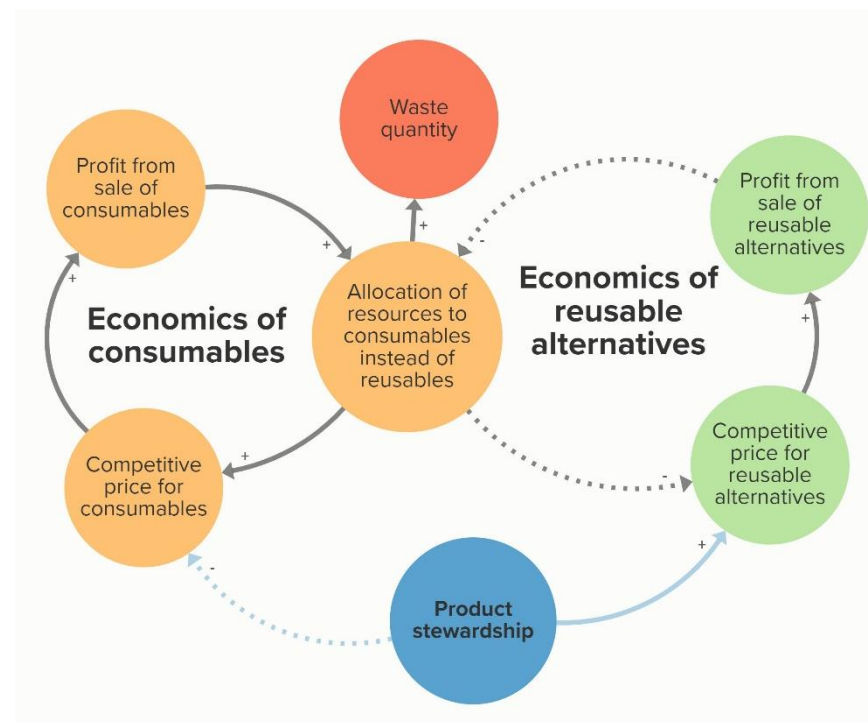 Waste
quantity
Profit from
sale of
consumables
Profit from
sale of
reusable
alternatives
+
+
-
+
Economics of
consumables
Allocation of
resources to
consumables
instead of
reusables
Economics of
reusable
alternatives
+
+
Competitive
price for
consumables
Competitive
price for
reusable
alternatives
-
-
+
Product
stewardship